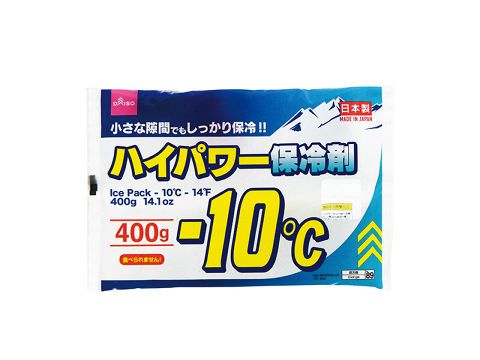 DAISO
日本製
MADE IN JAPAN
小さな隙間でもしっかり保冷!!
ハイパワー保冷剤
Ice Pack - 10℃ - 14°F
400g 14.1oz
400g
-10℃
食べられません!